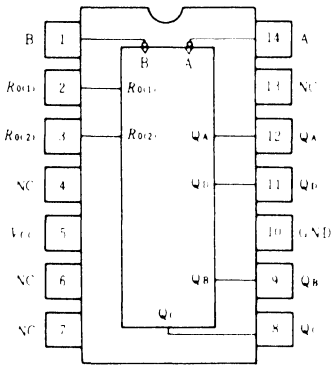 B 1 14 A
B A
R0(1) 2 R0(1) 13 NC
R0(2) 3 R0(2) QA 12 QA
NC 4 QD 11 QD
VCC 5 10 GND
NC 6 QB 9 QB
QC
NC 7 8 QC